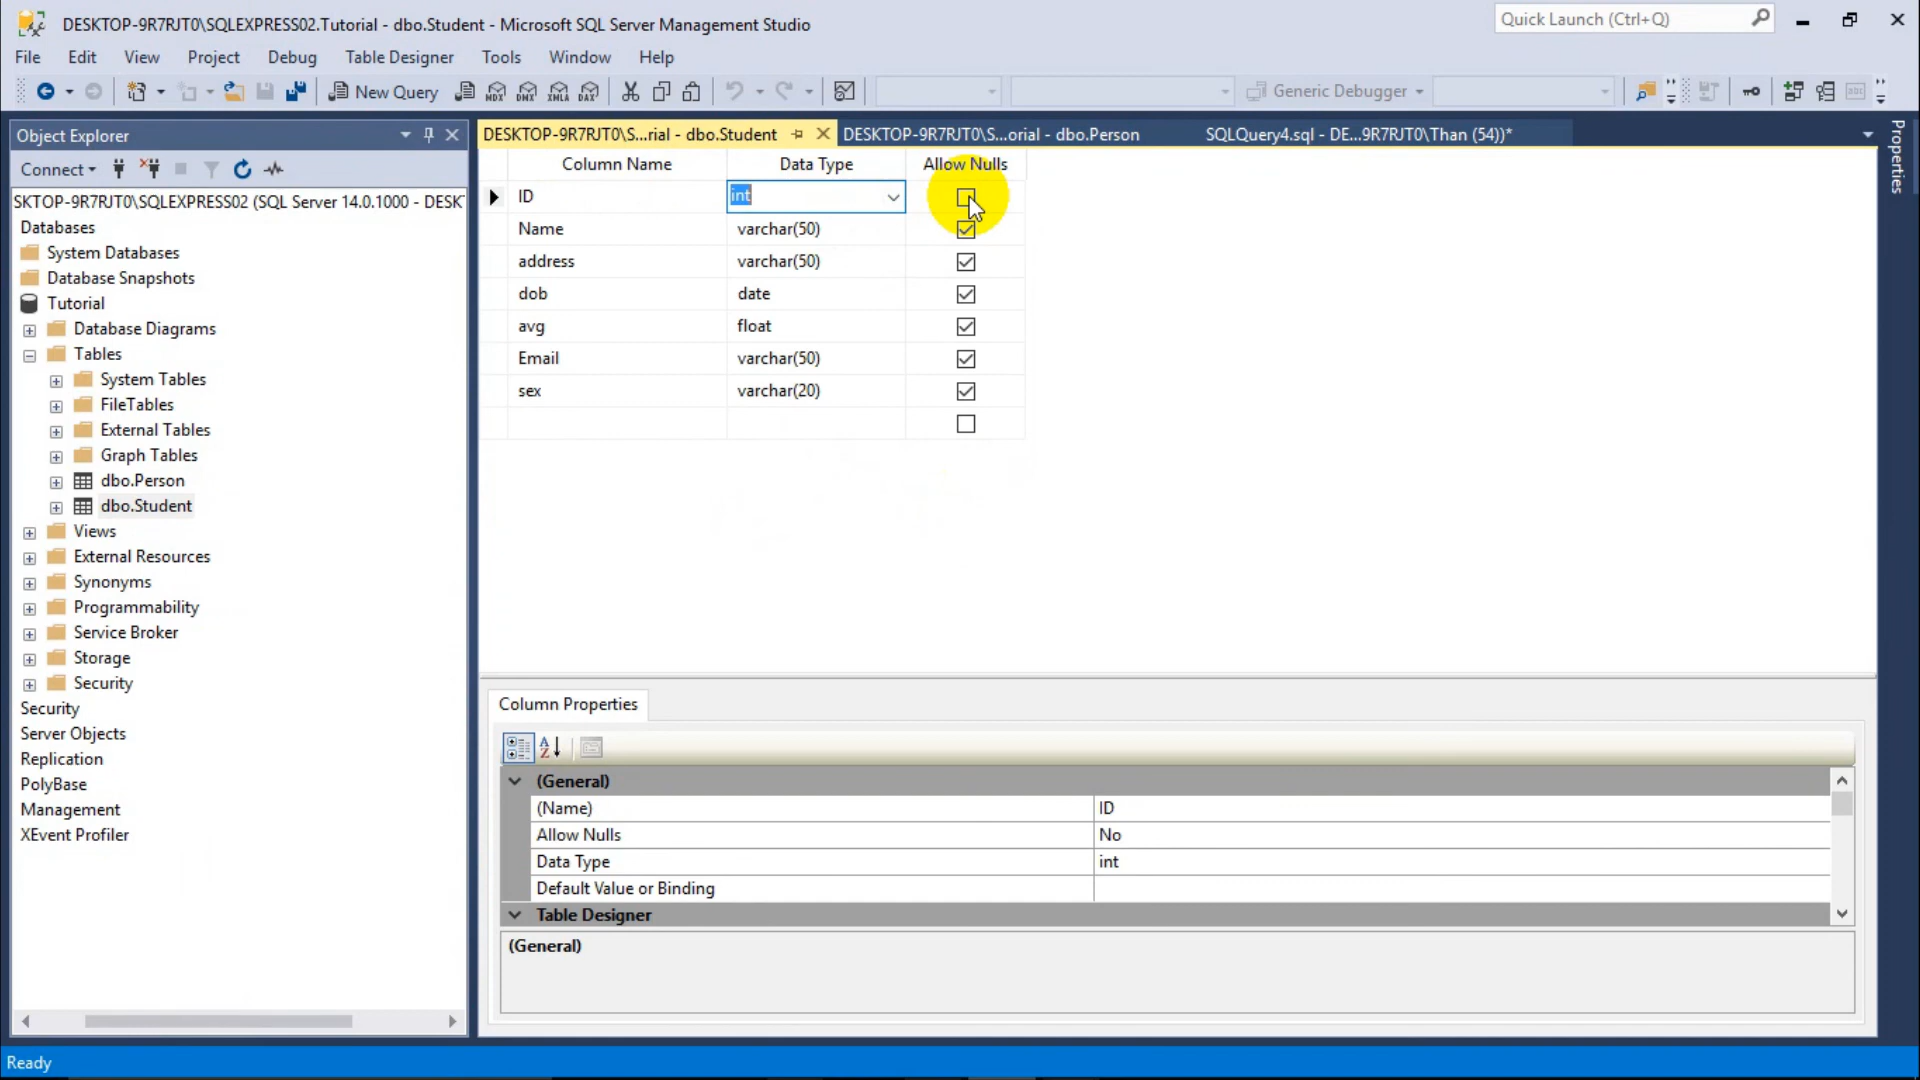 DESKTOP-9R7RJT0\SQLEXPRESS02.Tutorial - dbo.Student - Microsoft SQL Server Management Studio
Quick Launch (Ctrl+Q)
File Edit View Project Debug Table Designer Tools Window Help
New Query MDX DMX XMLA DAX Generic Debugger
Object Explorer
Connect
SKTOP-9R7RJT0\SQLEXPRESS02 (SQL Server 14.0.1000 - DESK
Databases
System Databases
Database Snapshots
Tutorial
Database Diagrams
Tables
System Tables
FileTables
External Tables
Graph Tables
dbo.Person
dbo.Student
Views
External Resources
Synonyms
Programmability
Service Broker
Storage
Security
Security
Server Objects
Replication
PolyBase
Management
XEvent Profiler
DESKTOP-9R7RJT0\S...rial - dbo.Student
DESKTOP-9R7RJT0\S...orial - dbo.Person
SQLQuery4.sql - DE...9R7RJT0\Than (54))*
Column Name Data Type Allow Nulls
ID int
Name varchar(50)
address varchar(50)
dob date
avg float
Email varchar(50)
sex varchar(20)
Column Properties
(General)
(Name) ID
Allow Nulls No
Data Type int
Default Value or Binding
Table Designer
(General)
Properties
Ready